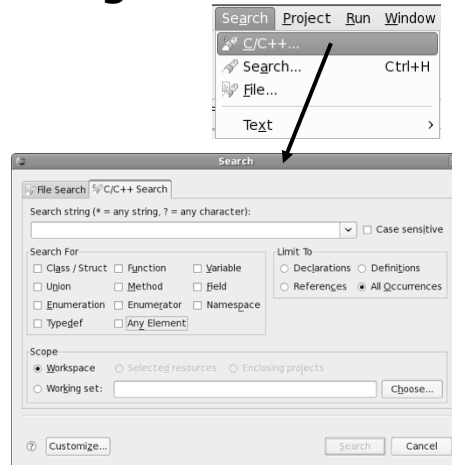 Search Project Run Window
C/C++...
Search... Ctrl+H
File...
Text
Search
File Search C/C++ Search
Search string (* = any string, ? = any character):
Case sensitive
Search For
Class / Struct Function Variable
Union Method Field
Enumeration Enumerator Namespace
Typedef Any Element
Limit To
Declarations Definitions
References All Occurrences
Scope
Workspace Selected resources Enclosing projects
Working set: Choose...
Customize... Search Cancel